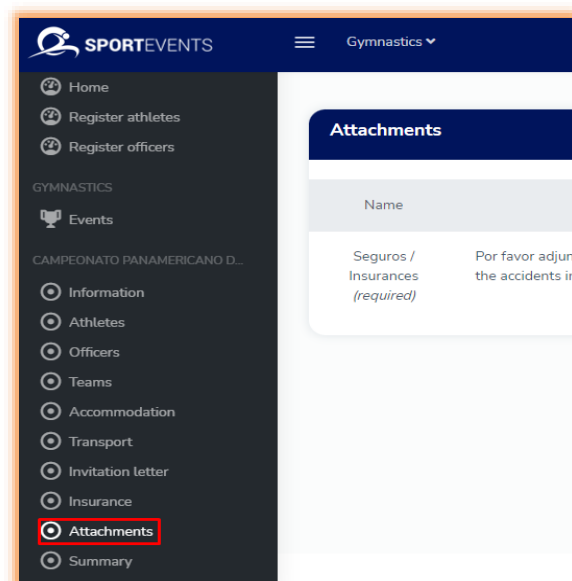 SPORTEVENTS
Gymnastics
Home
Register athletes
Register officers
GYMNASTICS
Events
CAMPEONATO PANAMERICANO D...
Information
Athletes
Officers
Teams
Accommodation
Transport
Invitation letter
Insurance
Attachments
Summary
Attachments
Name
Seguros / Por favor adjun
Insurances the accidents i
(required)